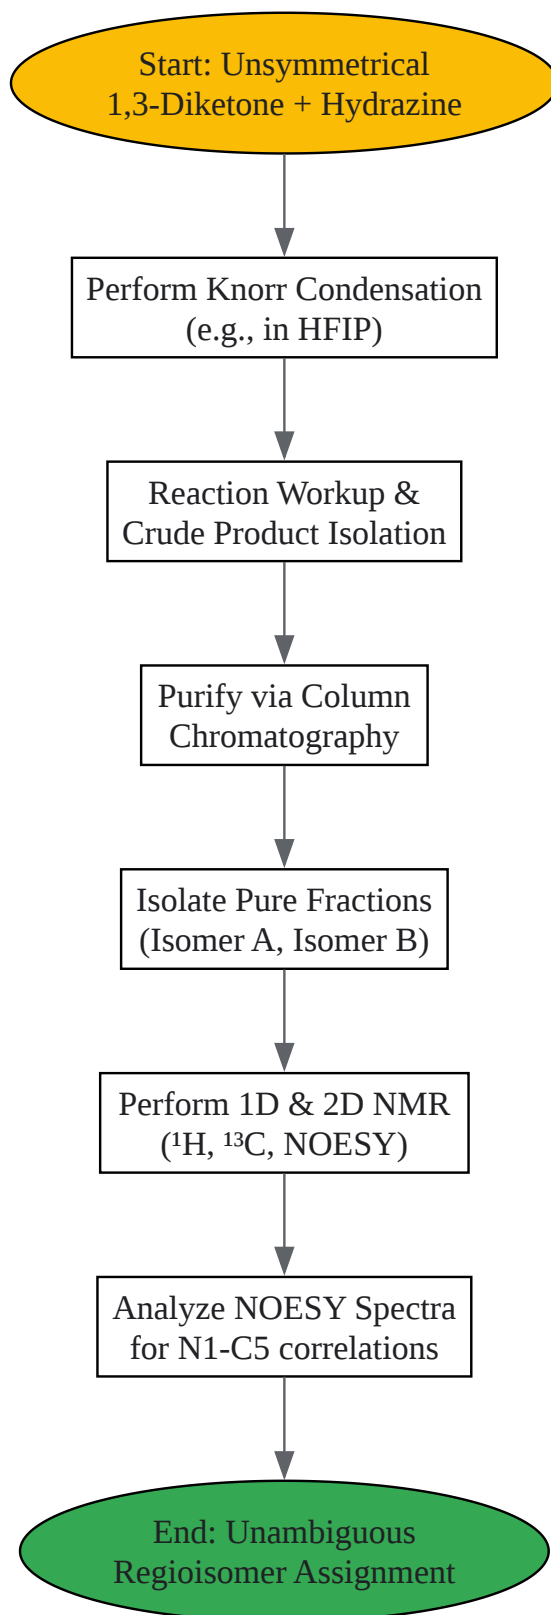 Start: Unsymmetrical
1,3-Diketone + Hydrazine
Perform Knorr Condensation
(e.g., in HFIP)
Reaction Workup &
Crude Product Isolation
Purify via Column
Chromatography
Isolate Pure Fractions
(Isomer A, Isomer B)
Perform 1D & 2D NMR
(¹H, ¹³C, NOESY)
Analyze NOESY Spectra
for N1-C5 correlations
End: Unambiguous
Regioisomer Assignment